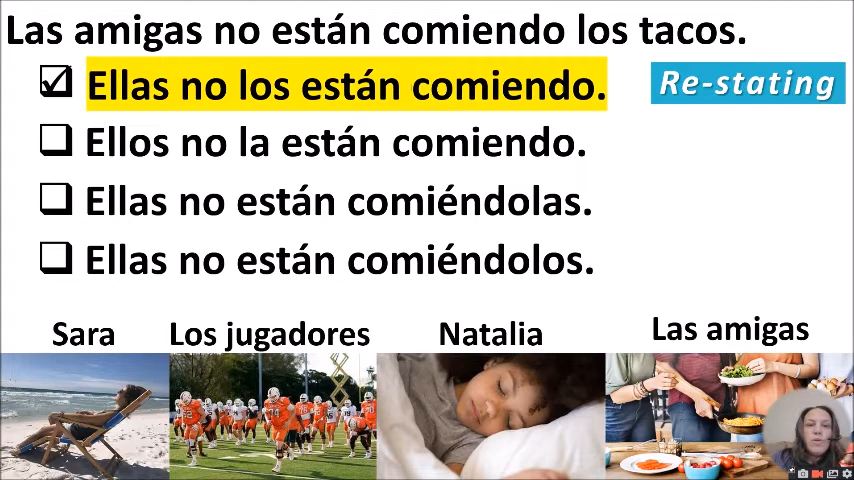 Las amigas no están comiendo los tacos.
Ellas no los están comiendo.
Re-stating
Ellos no la están comiendo.
Ellas no están comiéndolas.
Ellas no están comiéndolos.
Sara Los jugadores Natalia Las amigas